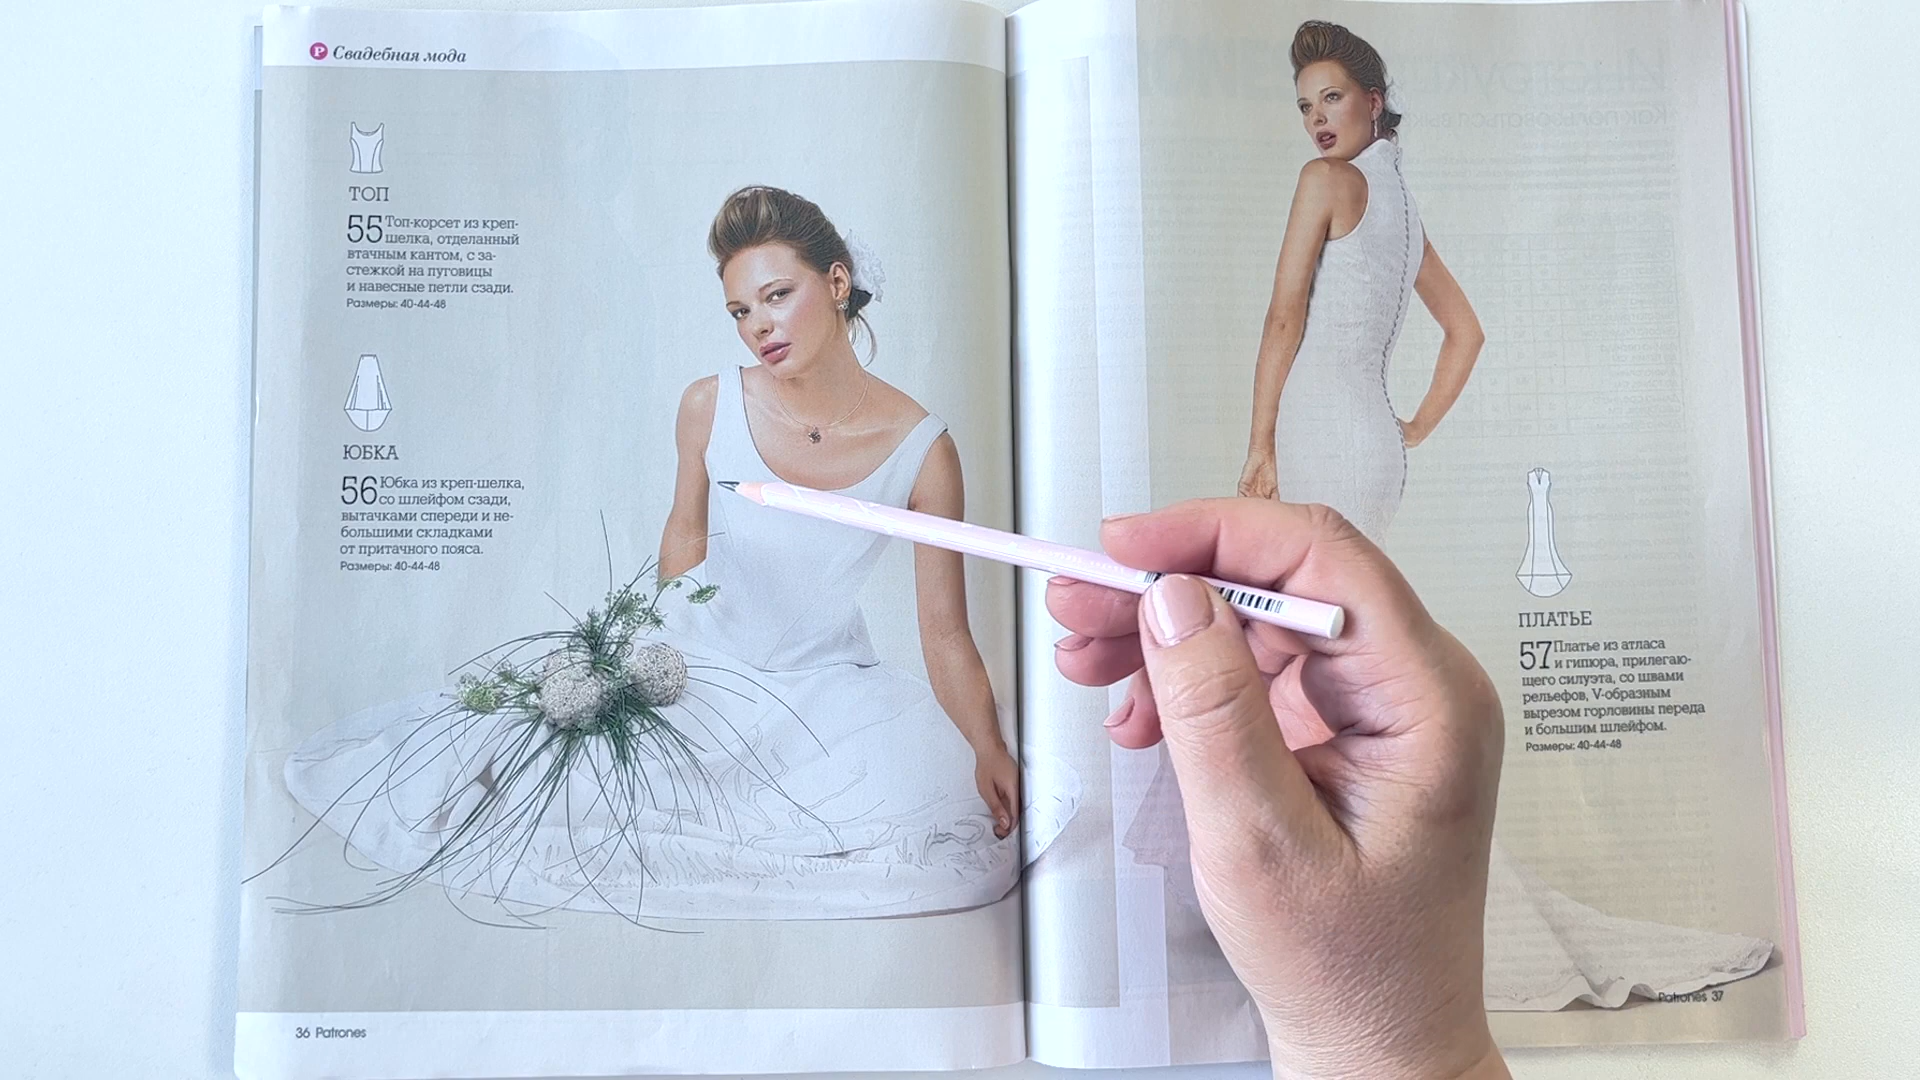 Свадебная мода
ТОП
55 Топ-корсет из креп-
шелка, отделанный
втачным кантом, с за-
стежкой на пуговицы
и навесные петли сзади.
Размеры: 40-44-48
ЮБКА
56 Юбка из креп-шелка,
со шлейфом сзади,
вытачками спереди и не-
большими складками
от притачного пояса.
Размеры: 40-44-48
36 Patrones
ПЛАТЬЕ
57 Платье из атласа
и гипюра, прилегаю-
щего силуэта, со швами
рельефов, V-образным
вырезом горловины переда
и большим шлейфом.
Размеры: 40-44-48
Patrones 37